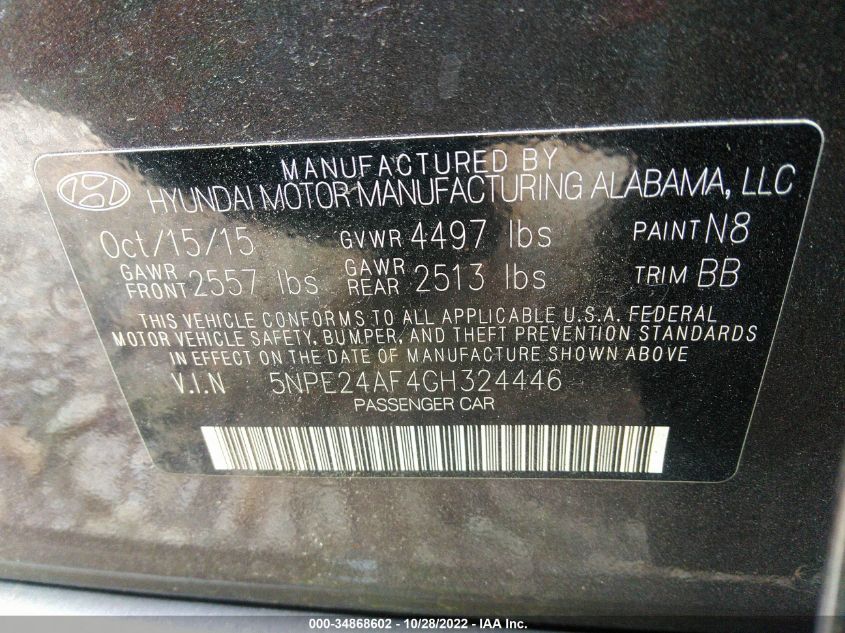 MANUFACTURED BY
HYUNDAI MOTOR MANUFACTURING ALABAMA, LLC
Oct/15/15 GVWR 4497 lbs PAINT N8
GAWR FRONT 2557 lbs GAWR REAR 2513 lbs TRIM BB
THIS VEHICLE CONFORMS TO ALL APPLICABLE U.S.A. FEDERAL
MOTOR VEHICLE SAFETY, BUMPER, AND THEFT PREVENTION STANDARDS
IN EFFECT ON THE DATE OF MANUFACTURE SHOWN ABOVE
V.I.N 5NPE24AF4GH324446
PASSENGER CAR
000-34868602 - 10/28/2022 - IAA Inc.